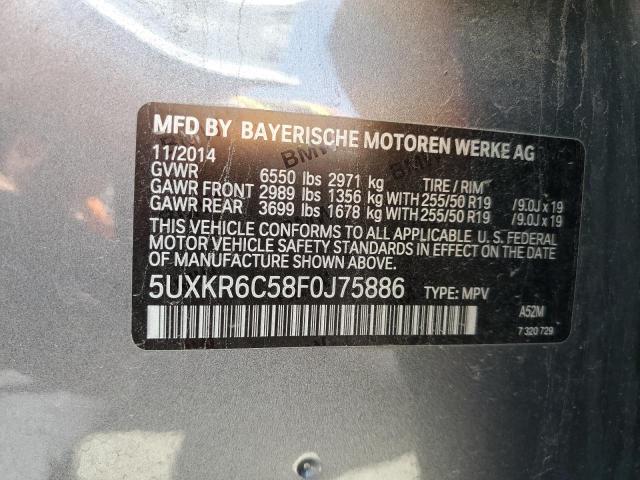 MFD BY BAYERISCHE MOTOREN WERKE AG
11/2014
GVWR 6550 lbs 2971 kg TIRE / RIM
GAWR FRONT 2989 lbs 1356 kg WITH 255/50 R19 /9.0J x 19
GAWR REAR 3699 lbs 1678 kg WITH 255/50 R19 /9.0J x 19
THIS VEHICLE CONFORMS TO ALL APPLICABLE U. S. FEDERAL
MOTOR VEHICLE SAFETY STANDARDS IN EFFECT ON THE DATE
OF MANUFACTURE SHOWN ABOVE.
5UXKR6C58F0J75886 TYPE: MPV
A52M
7 320 729